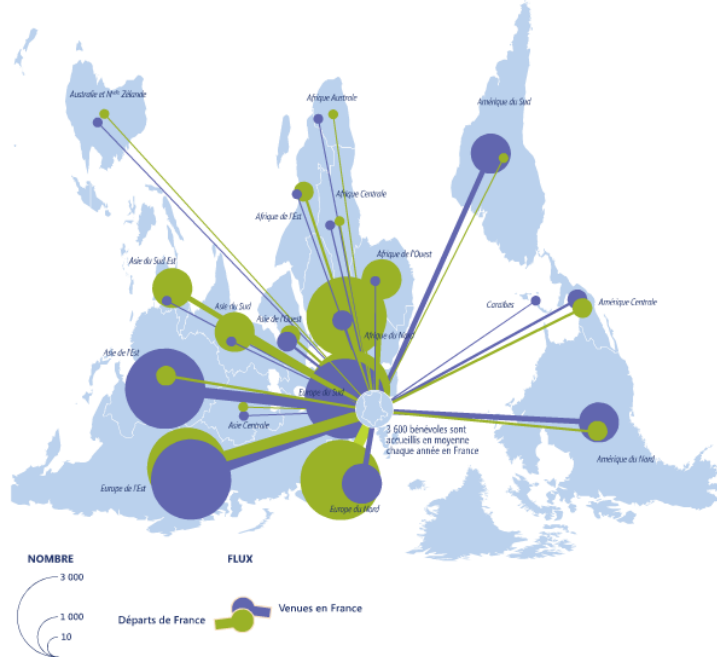 Australie et Nlle Zélande
Afrique Australe
Amérique du Sud
Afrique Centrale
Afrique de l'Est
Afrique de l'Ouest
Asie du Sud Est
Asie du Sud
Asie de l'Ouest
Caraïbes
Amérique Centrale
Afrique du Nord
Asie de l'Est
Europe du Sud
Asie Centrale
3 600 bénévoles sont
accueillis en moyenne
chaque année en France
Amérique du Nord
Europe de l'Est
Europe du Nord
NOMBRE
FLUX
3 000
1 000
10
Départs de France
Venues en France